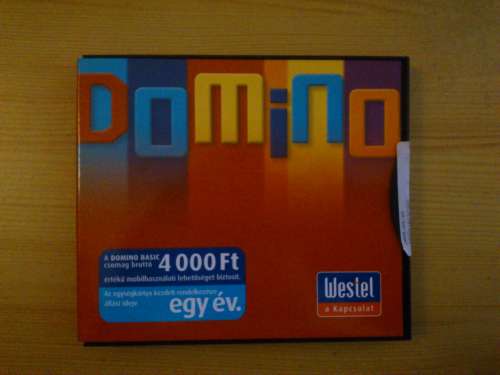 DOMiNO
A DOMINO BASIC
csomag bruttó 4 000 Ft
értékű mobilhasználati lehetőséget biztosít.
Az egységkártya kezdeti rendelkezésre
állási ideje egy év.
Westel
a Kapcsolat